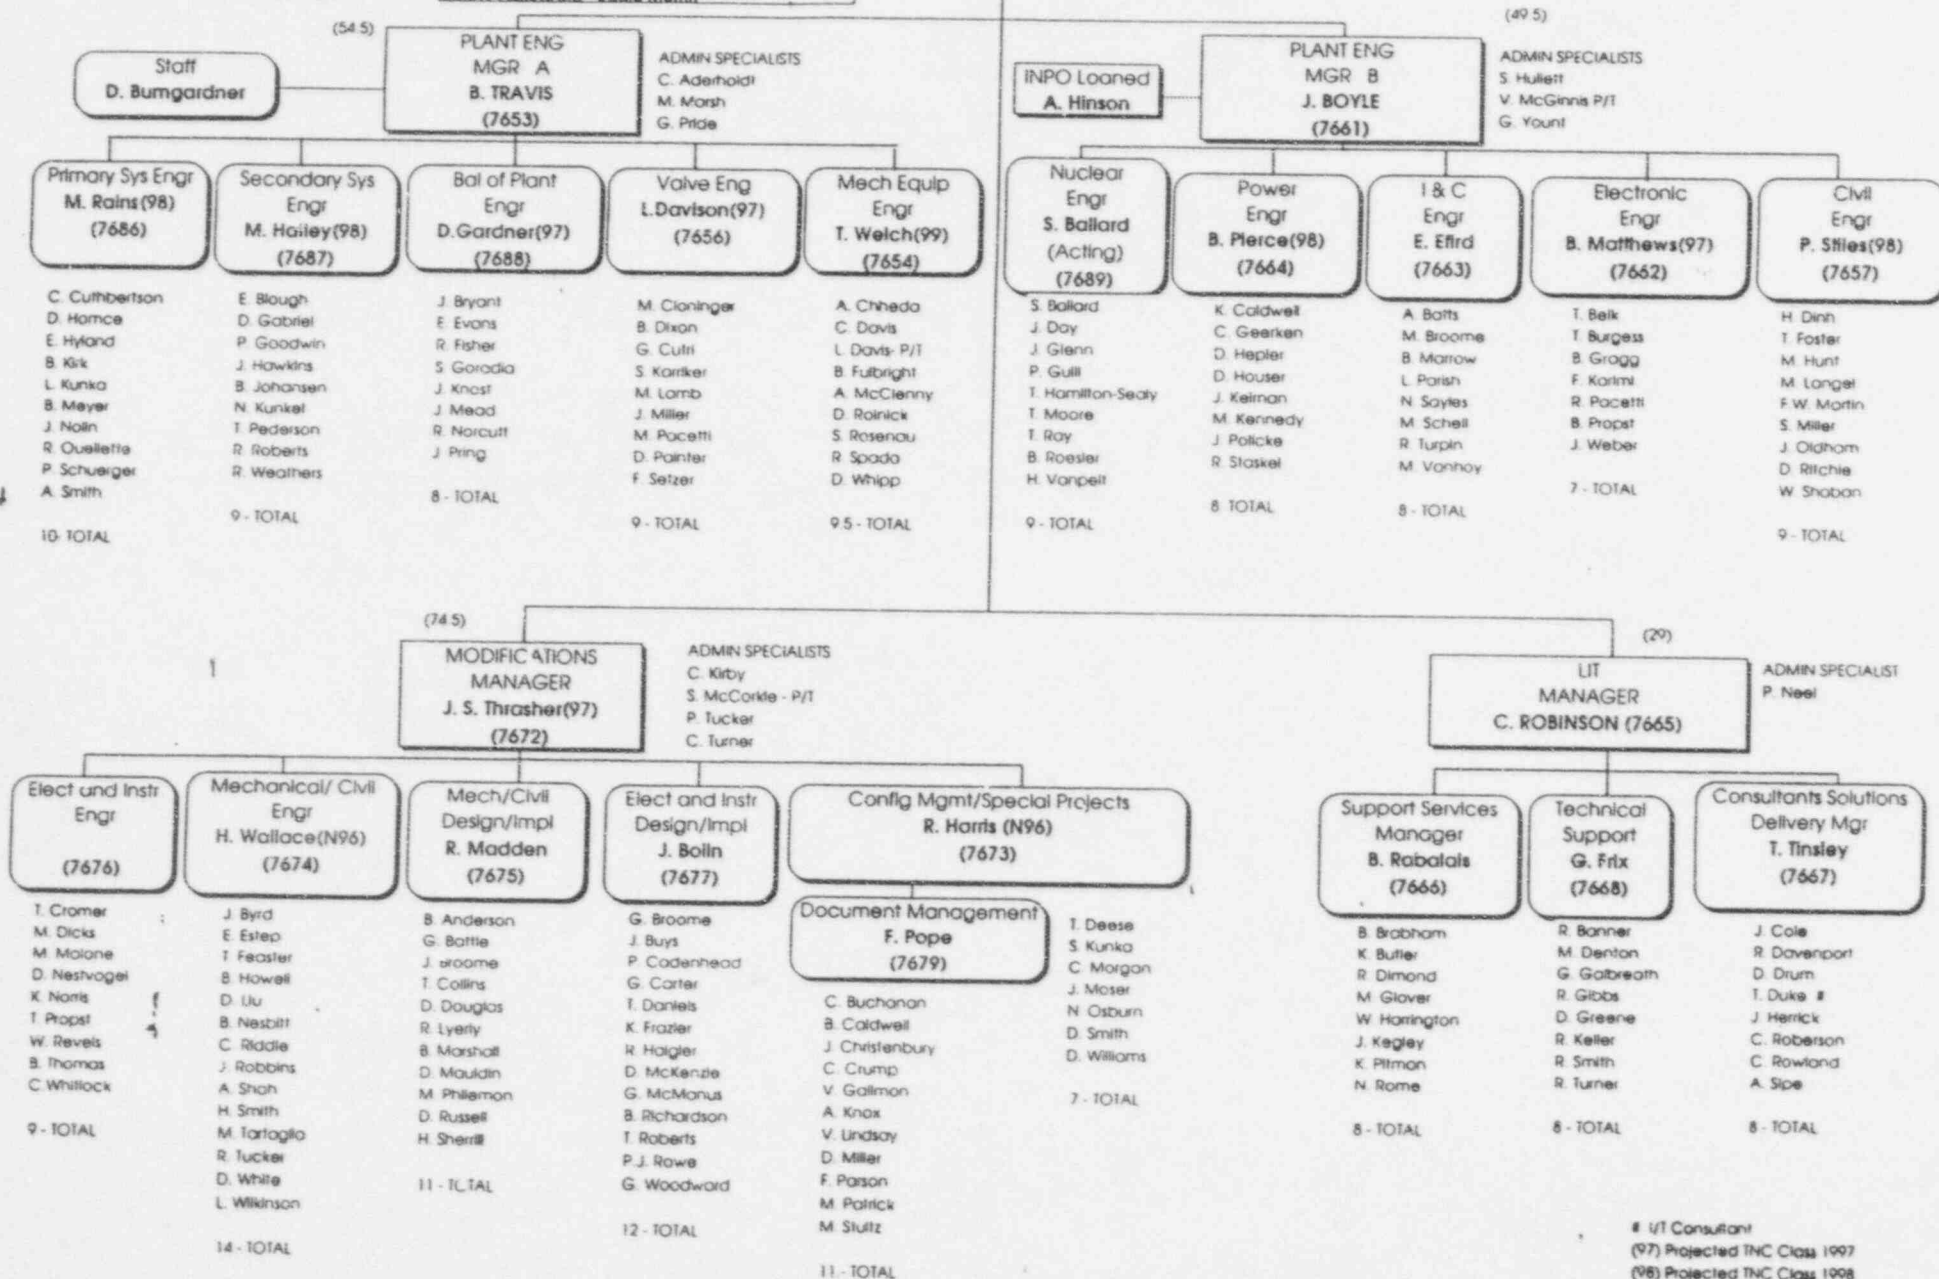 (54.5)
PLANT ENG
MGR A
B. TRAVIS
(7653)
Staff
D. Bumgardner
ADMIN SPECIALISTS
C. Aderholdt
M. Marsh
G. Pride
Primary Sys Engr
M. Rains(98)
(7686)
C. Cuthbertson
D. Hamce
E. Hyland
B. Kirk
L. Kunka
B. Meyer
J. Nolin
R. Ouellette
P. Schuerger
A. Smith
10- TOTAL
Secondary Sys
Engr
M. Hailey(98)
(7687)
E. Blough
D. Gabriel
P. Goodwin
J. Hawkins
B. Johansen
N. Kunkel
T. Pederson
R. Roberts
R. Weathers
9 - TOTAL
Bal of Plant
Engr
D.Gardner(97)
(7688)
J. Bryant
E. Evans
R. Fisher
S. Goradia
J. Knost
J. Mead
R. Norcutt
J. Pring
8 - TOTAL
Valve Eng
L.Davison(97)
(7656)
M. Cloninger
B. Dixon
G. Cutri
S. Karriker
M. Lamb
J. Miller
M. Pacetti
D. Painter
F. Setzer
9 - TOTAL
Mech Equip
Engr
T. Welch(99)
(7654)
A. Chheda
C. Davis
L. Davis- P/T
B. Fulbright
A. McClenny
D. Rolnick
S. Rosenau
R. Spada
D. Whipp
9.5 - TOTAL
(49.5)
PLANT ENG
MGR B
J. BOYLE
(7661)
INPO Loaned
A. Hinson
ADMIN SPECIALISTS
S. Hullett
V. McGinnis P/T
G. Yount
Nuclear
Engr
S. Ballard
(Acting)
(7689)
S. Ballard
J. Day
J. Glenn
P. Guill
T. Hamilton-Sealy
T. Moore
T. Ray
B. Roesler
H. Vanpelt
9 - TOTAL
Power
Engr
B. Pierce(98)
(7664)
K. Caldwell
C. Geerken
D. Hepler
D. Houser
J. Keirnan
M. Kennedy
J. Policke
R. Staskel
8 TOTAL
I & C
Engr
E. Efird
(7663)
A. Batts
M. Broome
B. Marrow
L. Parish
N. Sayles
M. Schell
R. Turpin
M. Vanhoy
8 - TOTAL
Electronic
Engr
B. Matthews(97)
(7662)
T. Belk
T. Burgess
B. Gragg
F. Karimi
R. Pacetti
B. Propst
J. Weber
7 - TOTAL
Civil
Engr
P. Stiles(98)
(7657)
H. Dinh
T. Foster
M. Hunt
M. Langel
F.W. Martin
S. Miller
J. Oldham
D. Ritchie
W. Shaban
9 - TOTAL
(74.5)
MODIFICATIONS
MANAGER
J. S. Thrasher(97)
(7672)
ADMIN SPECIALISTS
C. Kirby
S. McCorkle - P/T
P. Tucker
C. Turner
Elect and Instr
Engr
(7676)
T. Cromer
M. Dicks
M. Malone
D. Nestvogel
K. Norris
T. Propst
W. Revels
B. Thomas
C Whitlock
9 - TOTAL
Mechanical/ Civil
Engr
H. Wallace(N96)
(7674)
J. Byrd
E. Estep
T. Feaster
B. Howell
D. Liu
B. Nesbitt
C. Riddle
J. Robbins
A. Shah
H. Smith
M. Tartaglia
R. Tucker
D. White
L. Wilkinson
14 - TOTAL
Mech/Civil
Design/Impl
R. Madden
(7675)
B. Anderson
G. Battle
J. Broome
T. Collins
D. Douglas
R. Lyerly
B. Marshall
D. Mauldin
M. Philemon
D. Russell
H. Sherrill
11 - TOTAL
Elect and Instr
Design/Impl
J. Bolin
(7677)
G. Broome
J. Buys
P. Cadenhead
G. Carter
T. Daniels
K. Frazier
R. Haigler
D. McKenzie
G. McManus
B. Richardson
T. Roberts
P.J. Rowe
G. Woodward
12 - TOTAL
Config Mgmt/Special Projects
R. Harris (N96)
(7673)
Document Management
F. Pope
(7679)
C. Buchanan
B. Caldwell
J. Christenbury
C. Crump
V. Gallmon
A. Knox
V. Lindsay
D. Miller
F. Parson
M. Patrick
M. Stultz
11 - TOTAL
T. Deese
S. Kunka
C. Morgan
J. Moser
N Osburn
D. Smith
D. Williams
7 - TOTAL
(29)
LIT
MANAGER
C. ROBINSON (7665)
ADMIN SPECIALIST
P. Neel
Support Services
Manager
B. Rabalais
(7666)
B. Brabham
K. Butler
R. Dimond
M. Glover
W. Harrington
J. Kegley
K. Pitman
N. Rome
8 - TOTAL
Technical
Support
G. Frix
(7668)
R. Banner
M. Denton
G. Galbreath
R. Gibbs
D. Greene
R. Keller
R. Smith
R. Turner
8 - TOTAL
Consultants Solutions
Delivery Mgr
T. Tinsley
(7667)
J. Cole
R. Davenport
D. Drum
T. Duke #
J. Herrick
C. Roberson
C. Rowland
A. Sipe
8 - TOTAL
# I/T Consultant
(97) Projected TNC Class 1997
(98) Projected TNC Class 1998